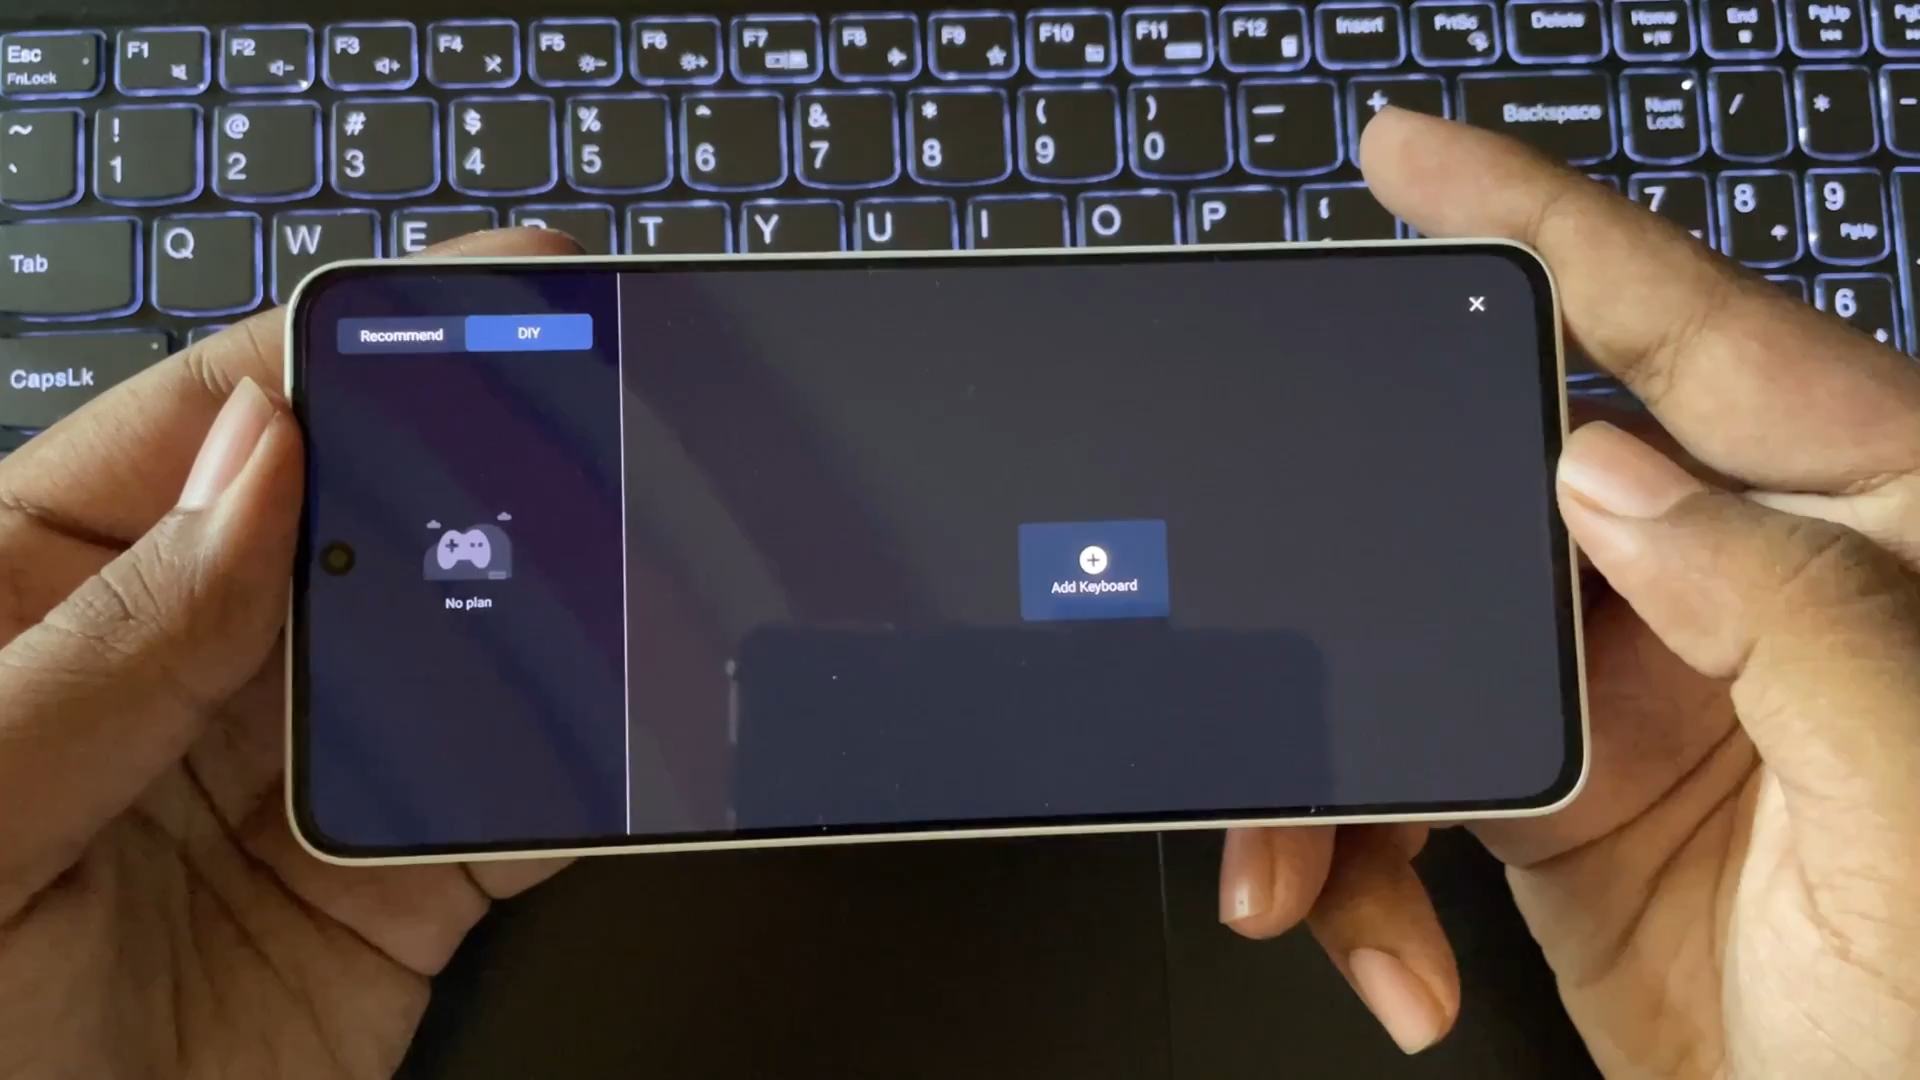 Esc F1 F2 F3 F4 F5 F6 F7 F8 F9 F10 F11 F12 Insert PrtSc Delete Home End PgUp
FnLock
~ ! @ # $ % ^ & * ( ) — + Backspace Num Lock / * -
` 1 2 3 4 5 6 7 8 9 0 -
Tab Q W E T Y U I O P { 7 8 9
PgUp
CapsLk 6
Recommend DIY
×
No plan
Add Keyboard